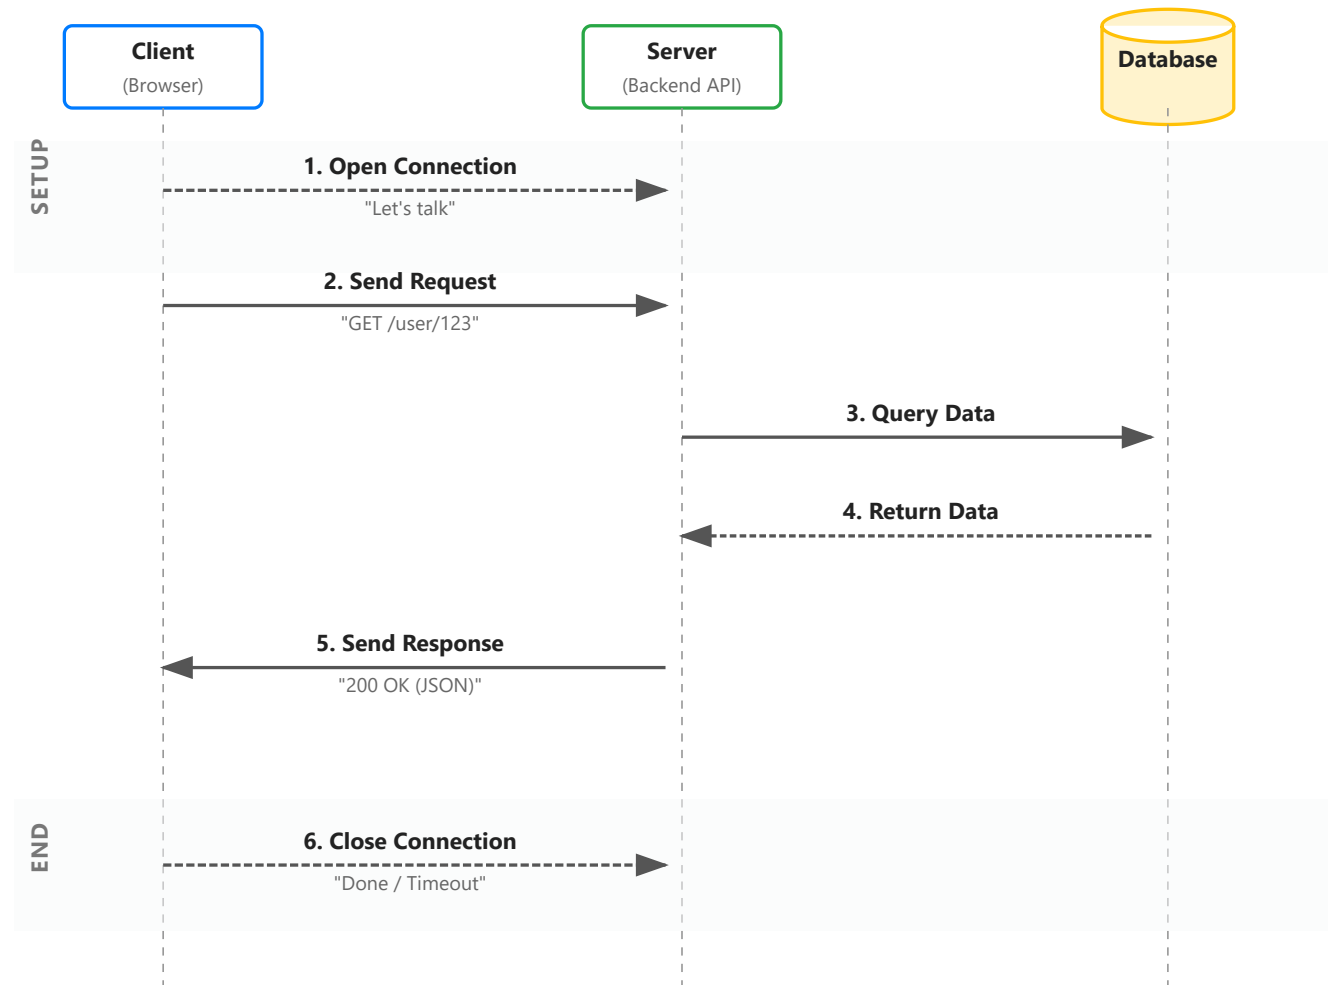 Client
(Browser)
Server
(Backend API)
Database
SETUP
1. Open Connection
"Let's talk"
2. Send Request
"GET /user/123"
3. Query Data
4. Return Data
5. Send Response
"200 OK (JSON)"
END
6. Close Connection
"Done / Timeout"